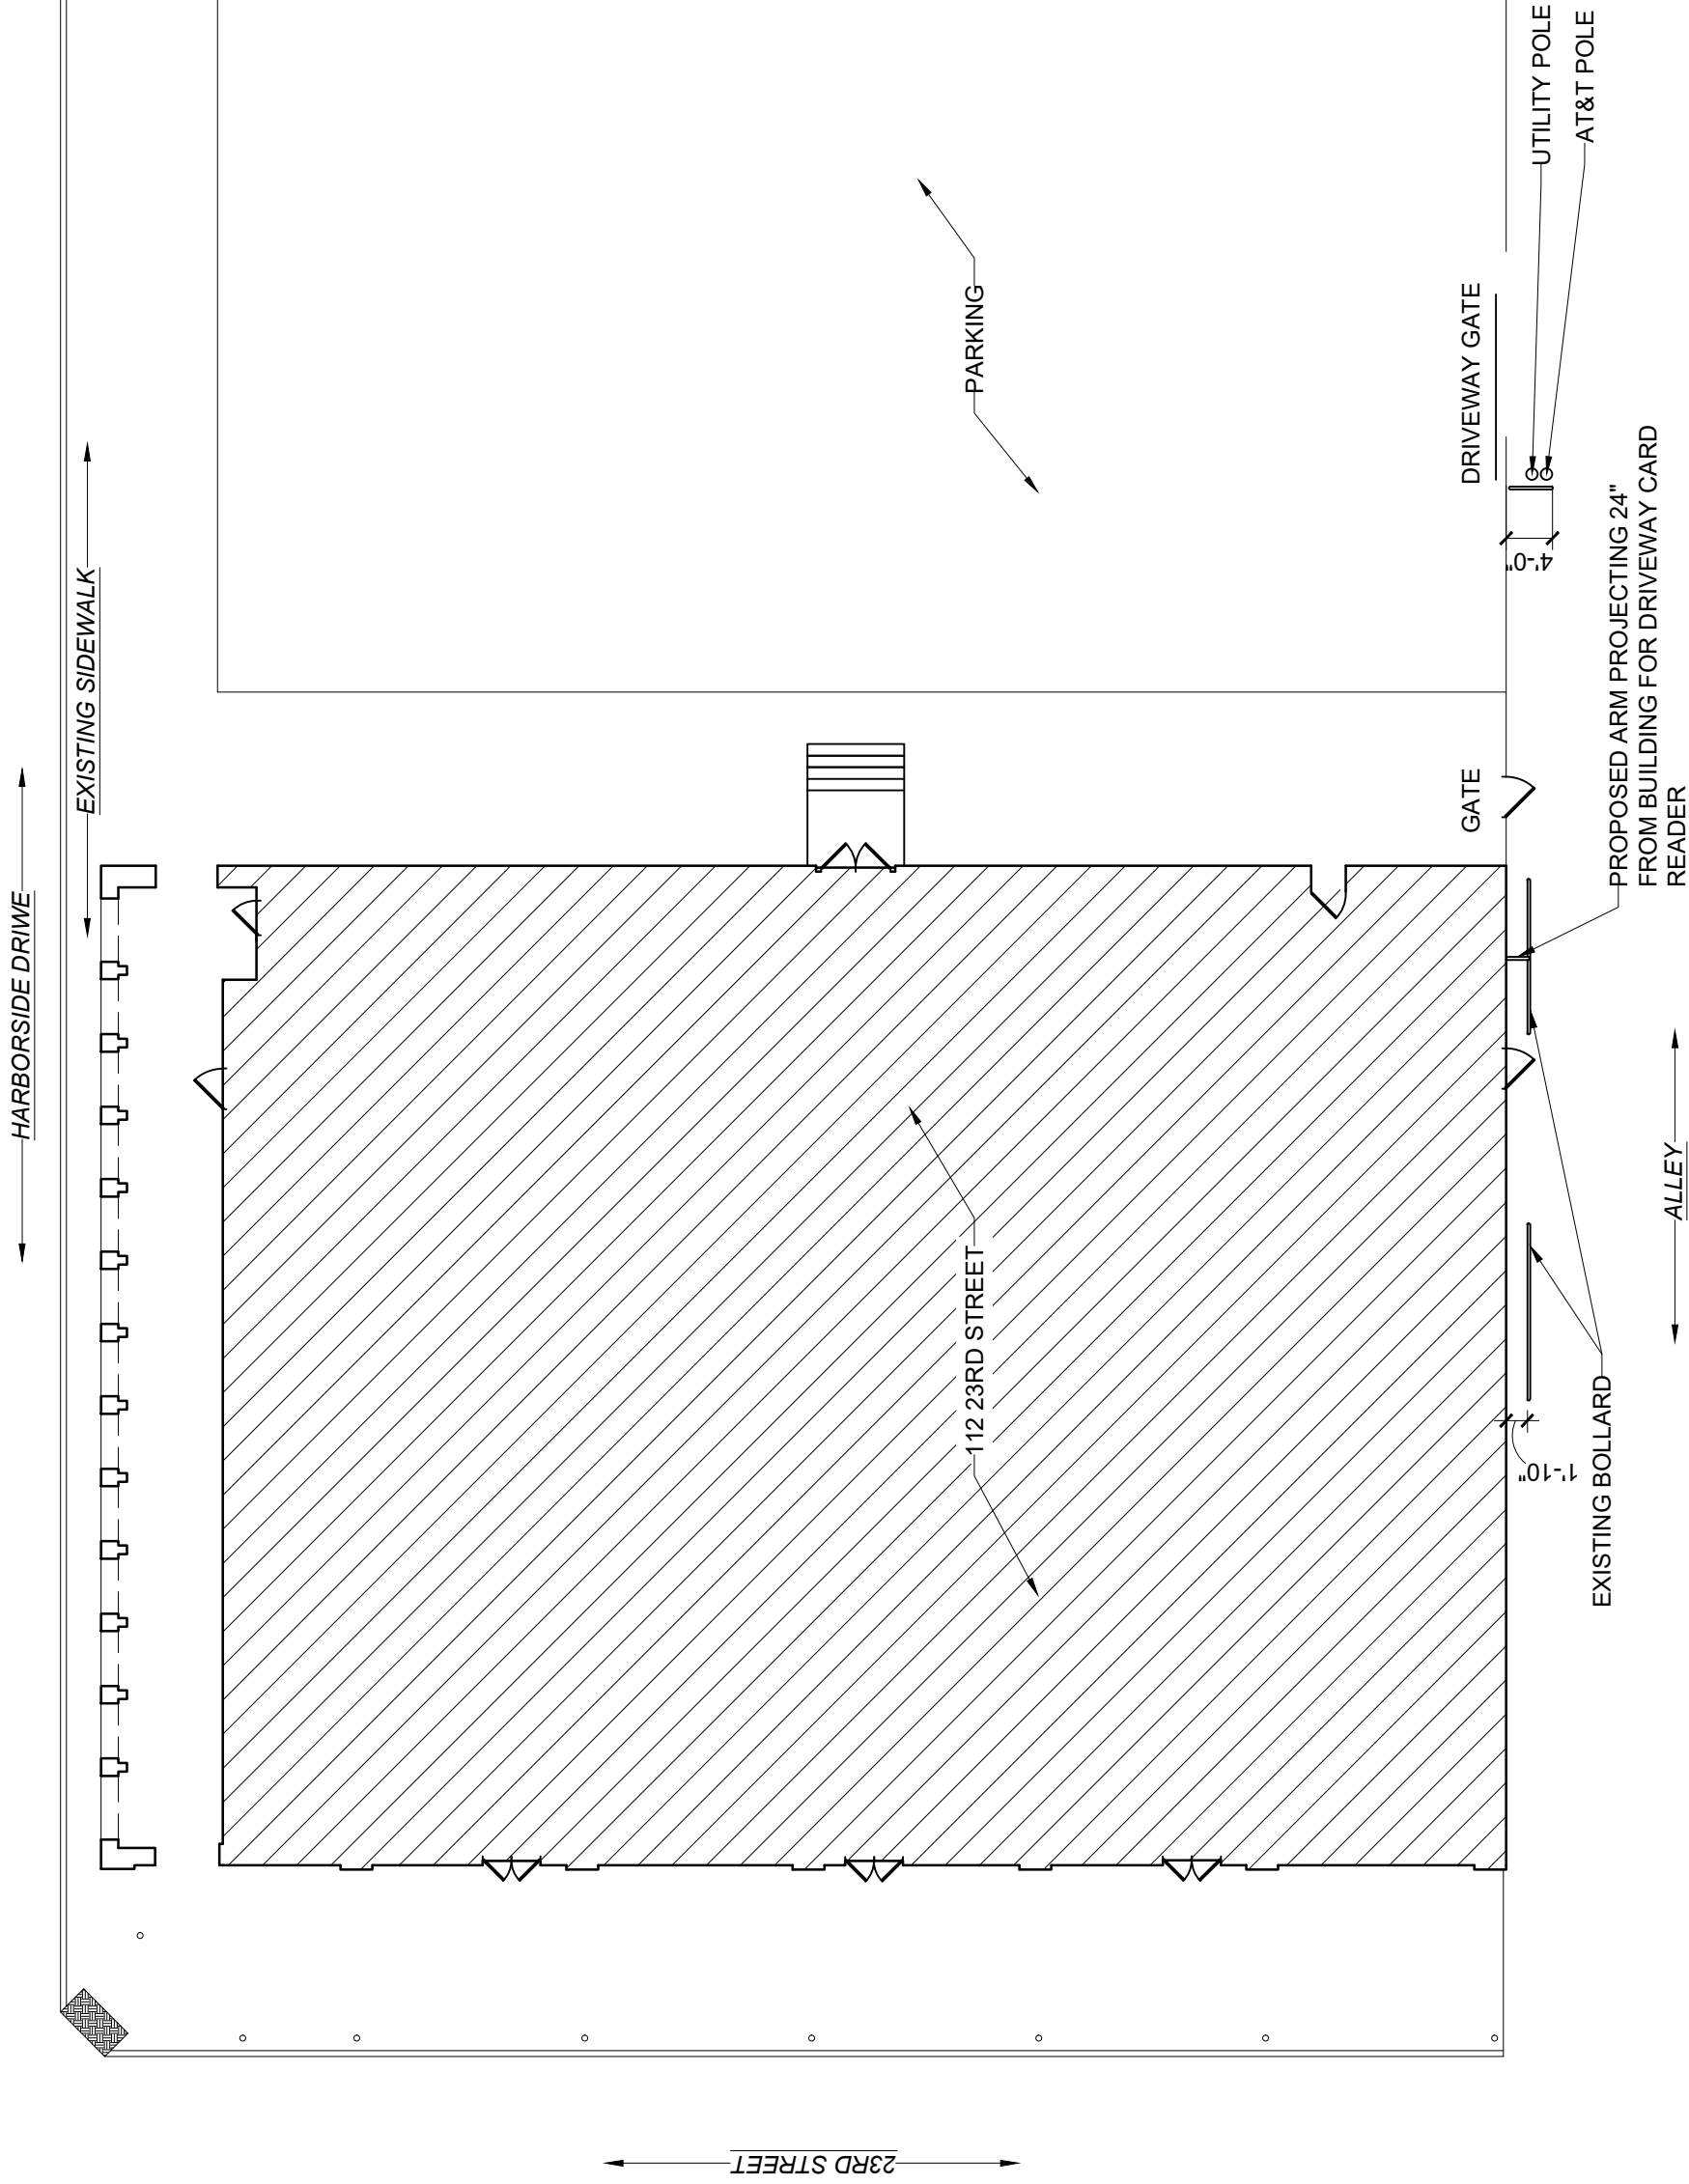 HARBORSIDE DRIVE
EXISTING SIDEWALK
PARKING
112 23RD STREET
DRIVEWAY GATE
GATE
UTILITY POLE
AT&T POLE
4'-0"
PROPOSED ARM PROJECTING 24"
FROM BUILDING FOR DRIVEWAY CARD
READER
1'-10"
EXISTING BOLLARD
ALLEY
23RD STREET